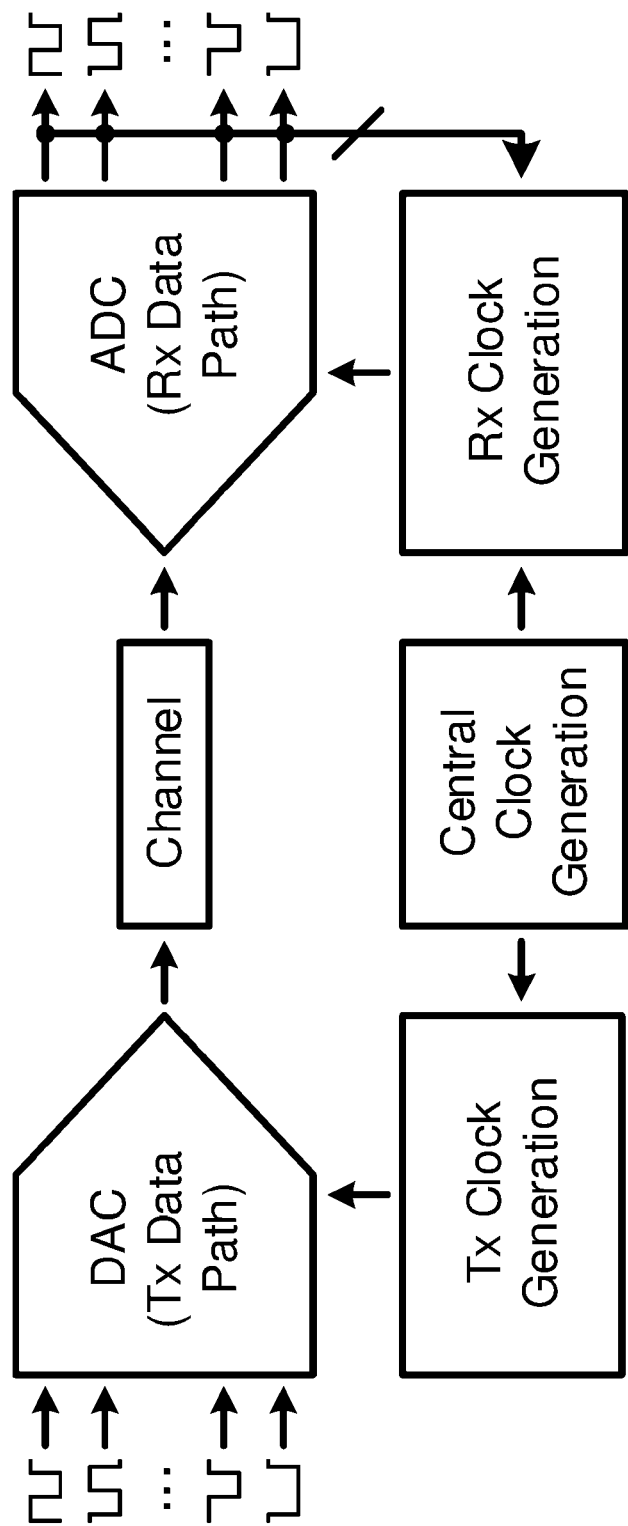 DAC
(Tx Data
Path)
Channel
ADC
(Rx Data
Path)
Tx Clock
Generation
Central
Clock
Generation
Rx Clock
Generation